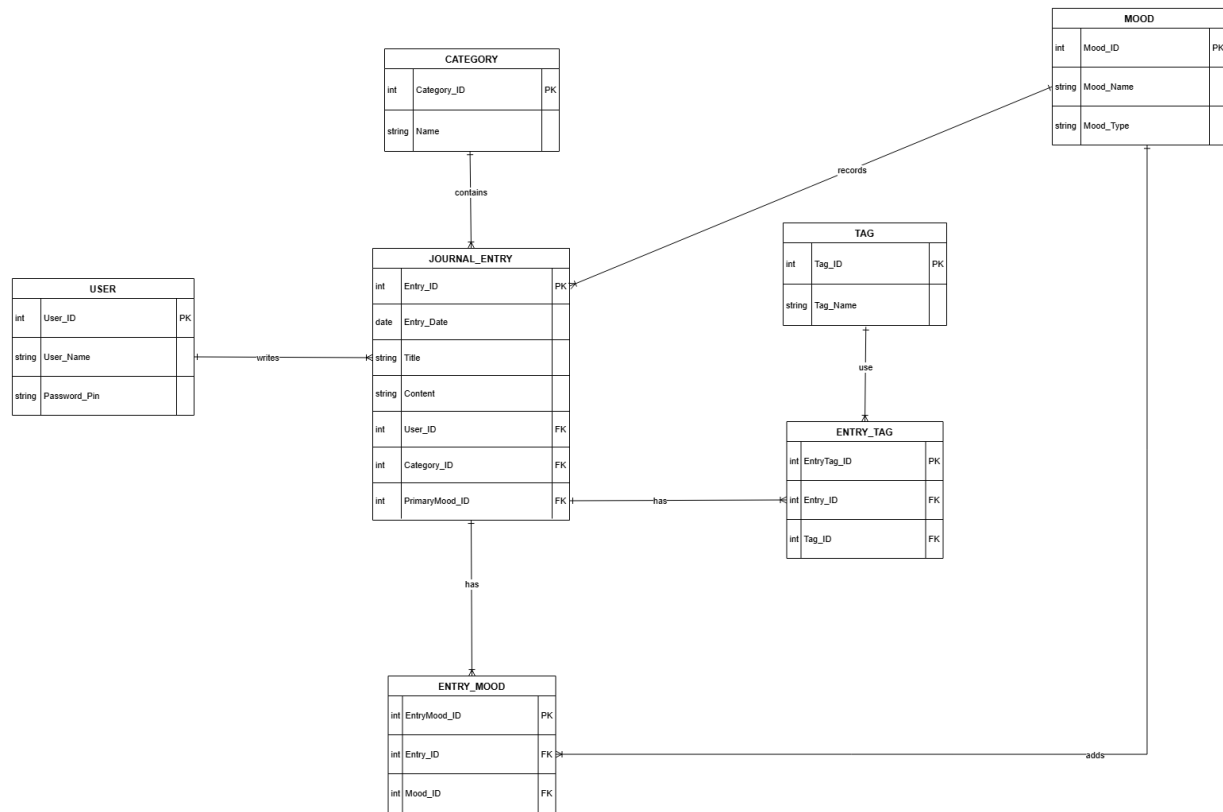 MOOD
int Mood_ID PK
string Mood_Name
string Mood_Type
CATEGORY
int Category_ID PK
string Name
contains
records
TAG
int Tag_ID PK
string Tag_Name
use
JOURNAL_ENTRY
int Entry_ID PK
date Entry_Date
string Title
string Content
int User_ID FK
int Category_ID FK
int PrimaryMood_ID FK
USER
int User_ID PK
string User_Name
string Password_Pin
writes
has
ENTRY_TAG
int EntryTag_ID PK
int Entry_ID FK
int Tag_ID FK
has
ENTRY_MOOD
int EntryMood_ID PK
int Entry_ID FK
int Mood_ID FK
adds